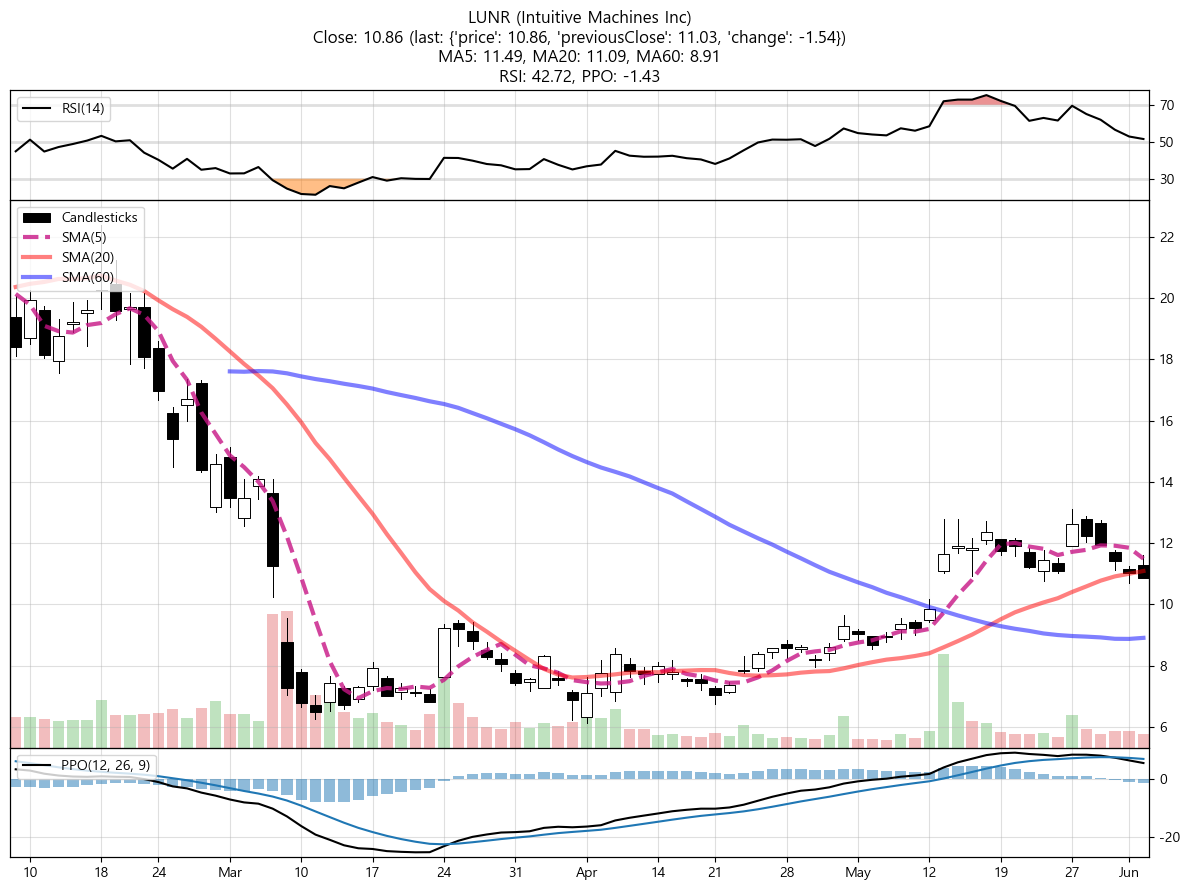 LUNR (Intuitive Machines Inc)
Close: 10.86 (last: {'price': 10.86, 'previousClose': 11.03, 'change': -1.54})
MA5: 11.49, MA20: 11.09, MA60: 8.91
RSI: 42.72, PPO: -1.43
RSI(14)
70
50
30
Candlesticks
SMA(5)
SMA(20)
SMA(60)
22
20
18
16
14
12
10
8
6
PPO(12, 26, 9)
0
-20
10 18 24 Mar 10 17 24 31 Apr 14 21 28 May 12 19 27 Jun